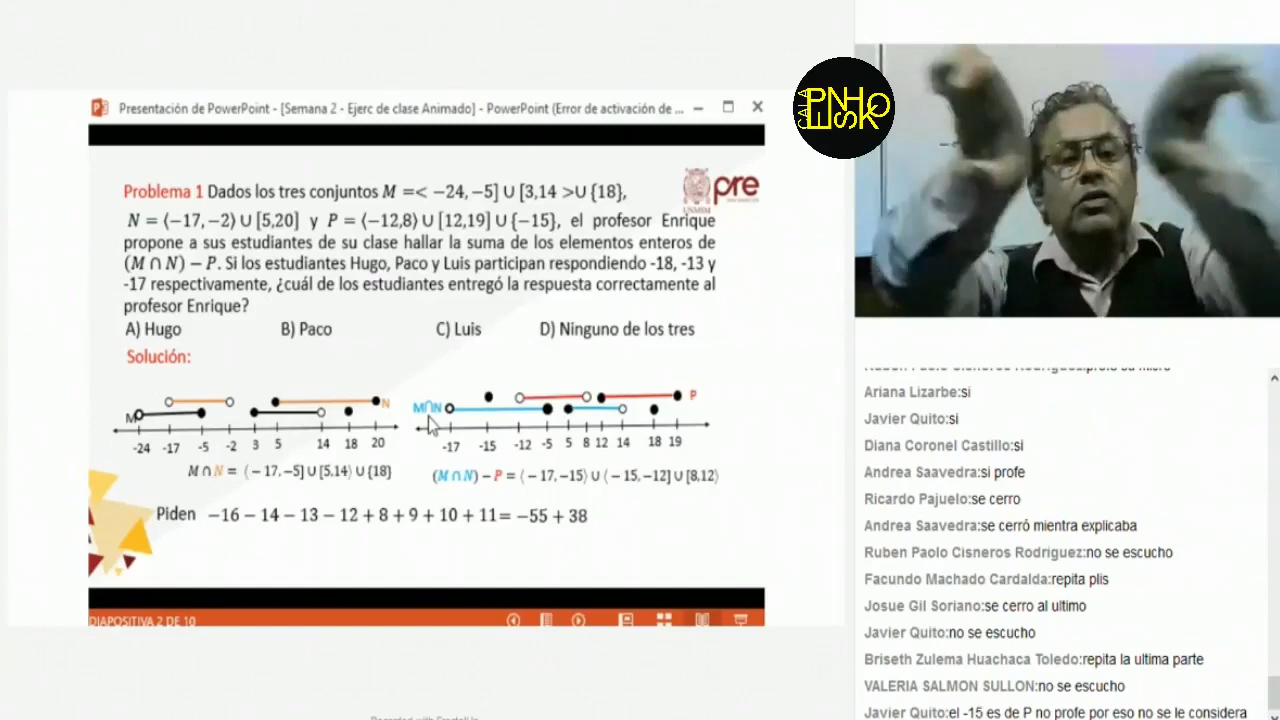 Presentación de PowerPoint - [Semana 2 - Ejerc de clase Animado] - PowerPoint (Error de activación de ...
Problema 1 Dados los tres conjuntos M =< −24, −5] ∪ [3,14 >∪ {18},
N = ⟨−17, −2⟩ ∪ [5,20] y P = ⟨−12,8⟩ ∪ [12,19] ∪ {−15}, el profesor Enrique
propone a sus estudiantes de su clase hallar la suma de los elementos enteros de
(M ∩ N) − P. Si los estudiantes Hugo, Paco y Luis participan respondiendo -18, -13 y
-17 respectivamente, ¿cuál de los estudiantes entregó la respuesta correctamente al
profesor Enrique?
A) Hugo B) Paco C) Luis D) Ninguno de los tres
Solución:
UNMSM
pre
M
N
-24 -17 -5 -2 3 5 14 18 20
M∩N
P
-17 -15 -12 -5 5 8 12 14 18 19
M ∩ N = ⟨−17, −5] ∪ [5,14⟩ ∪ {18}
(M ∩ N) − P = ⟨−17, −15⟩ ∪ ⟨−15, −12] ∪ [8,12⟩
Piden −16 − 14 − 13 − 12 + 8 + 9 + 10 + 11= −55 + 38
DIAPOSITIVA 2 DE 10
Ariana Lizarbe:si
Javier Quito:si
Diana Coronel Castillo:si
Andrea Saavedra:si profe
Ricardo Pajuelo:se cerro
Andrea Saavedra:se cerró mientra explicaba
Ruben Paolo Cisneros Rodriguez:no se escucho
Facundo Machado Cardalda:repita plis
Josue Gil Soriano:se cerro al ultimo
Javier Quito:no se escucho
Briseth Zulema Huachaca Toledo:repita la ultima parte
VALERIA SALMON SULLON:no se escucho
Javier Quito:el -15 es de P no profe por eso no se le considera